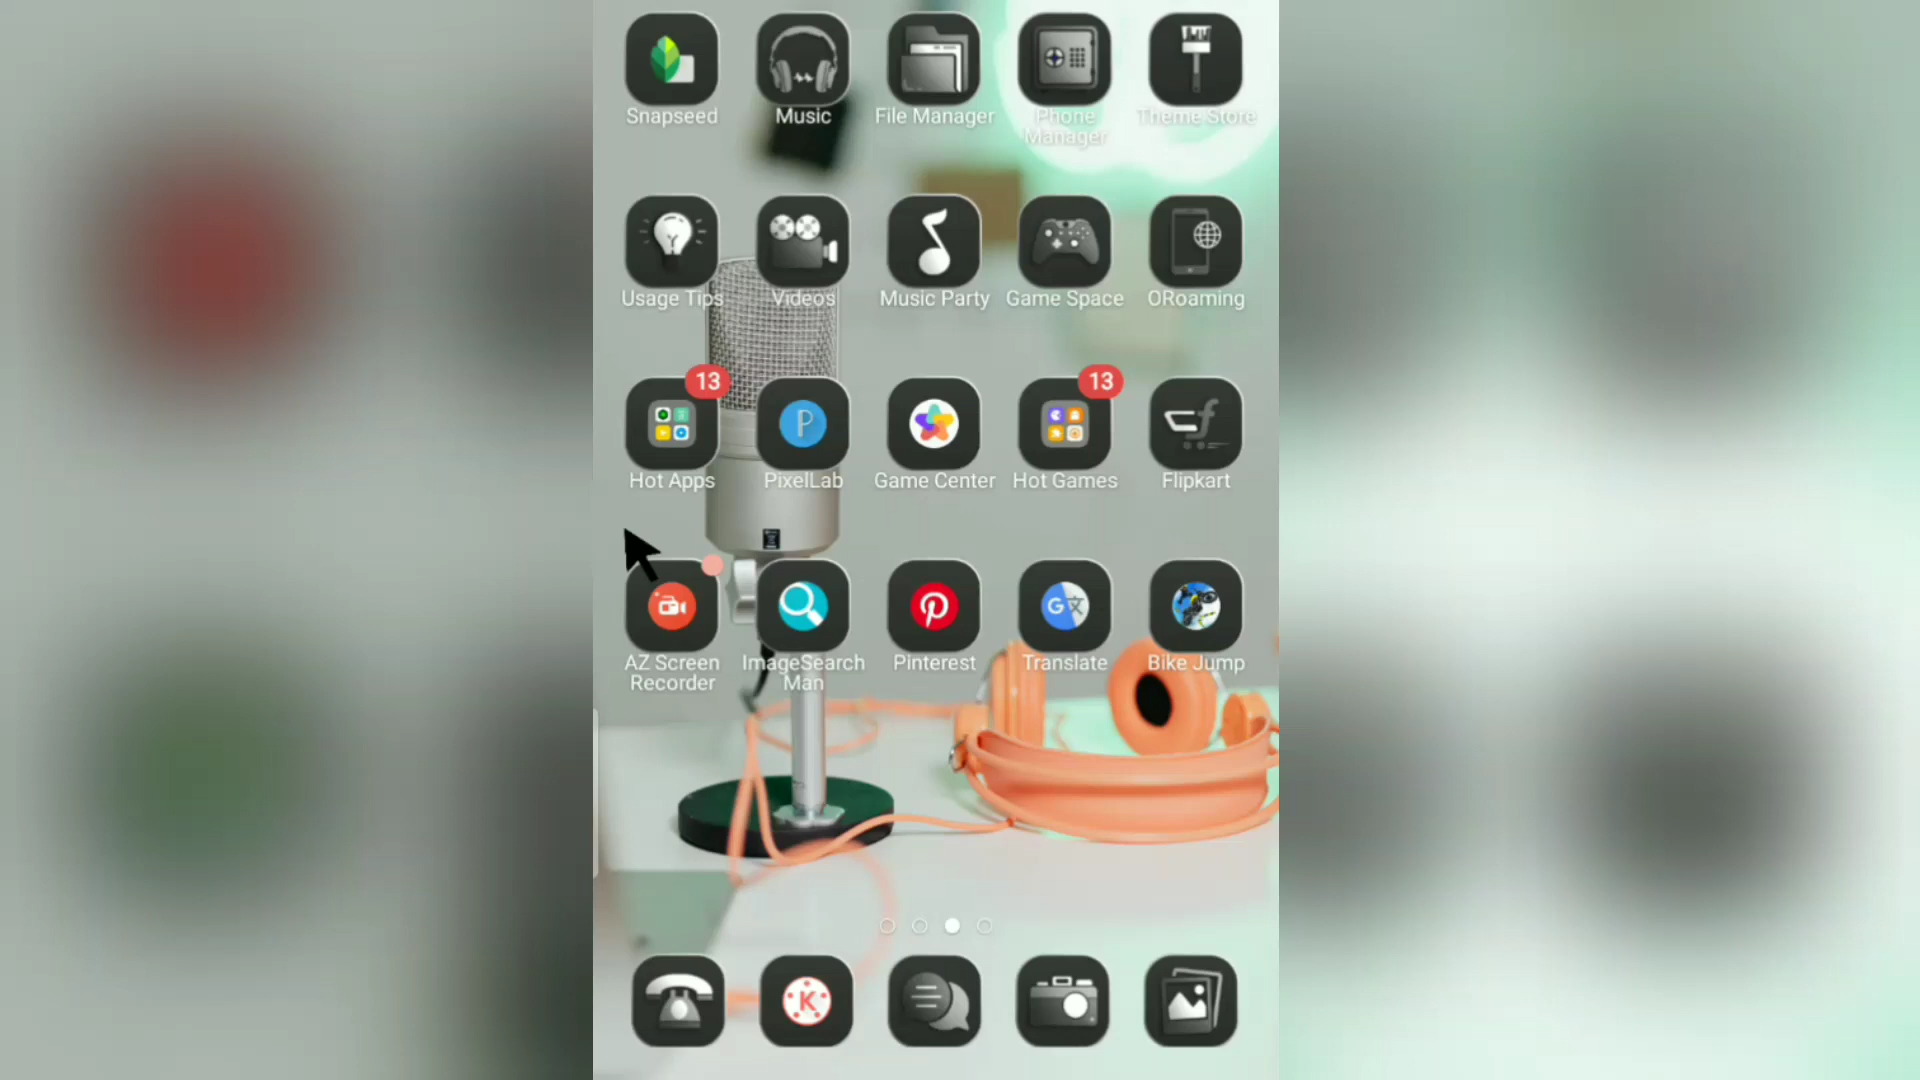 Snapseed
Music
File Manager
Phone
Manager
Theme Store
Usage Tips
Videos
Music Party
Game Space
ORoaming
13
13
Hot Apps
PixelLab
Game Center
Hot Games
Flipkart
AZ Screen
Recorder
ImageSearch
Man
Pinterest
Translate
Bike Jump